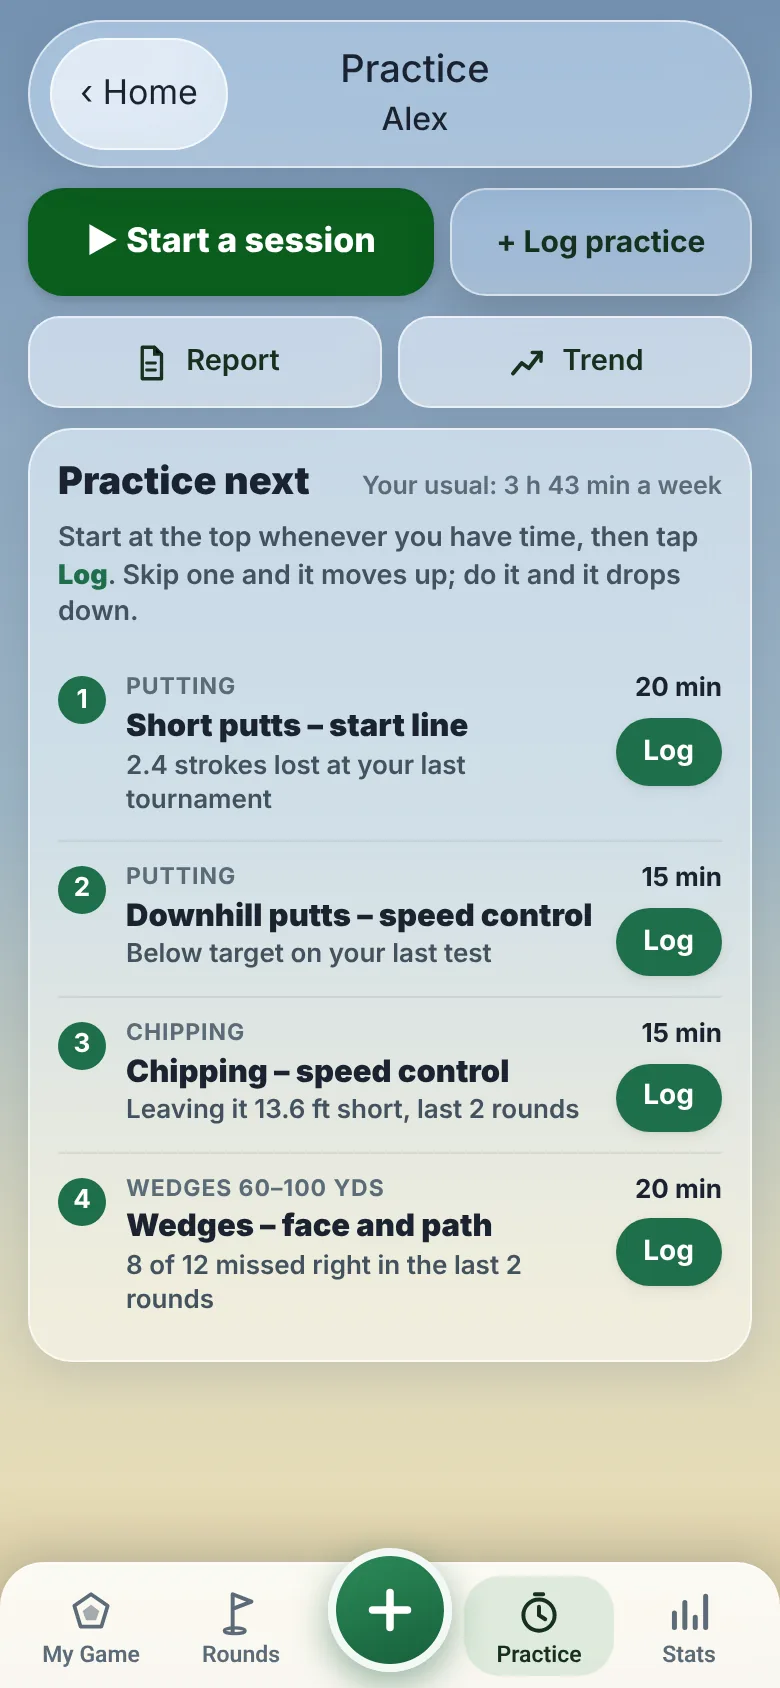 ‹ Home
Practice
Alex
▶ Start a session
+ Log practice
Report
Trend
Practice next
Your usual: 3 h 43 min a week
Start at the top whenever you have time, then tap
Log. Skip one and it moves up; do it and it drops
down.
1
PUTTING
20 min
Short putts – start line
2.4 strokes lost at your last
tournament
Log
2
PUTTING
15 min
Downhill putts – speed control
Below target on your last test
Log
3
CHIPPING
15 min
Chipping – speed control
Leaving it 13.6 ft short, last 2 rounds
Log
4
WEDGES 60–100 YDS
20 min
Wedges – face and path
8 of 12 missed right in the last 2
rounds
Log
My Game
Rounds
Practice
Stats